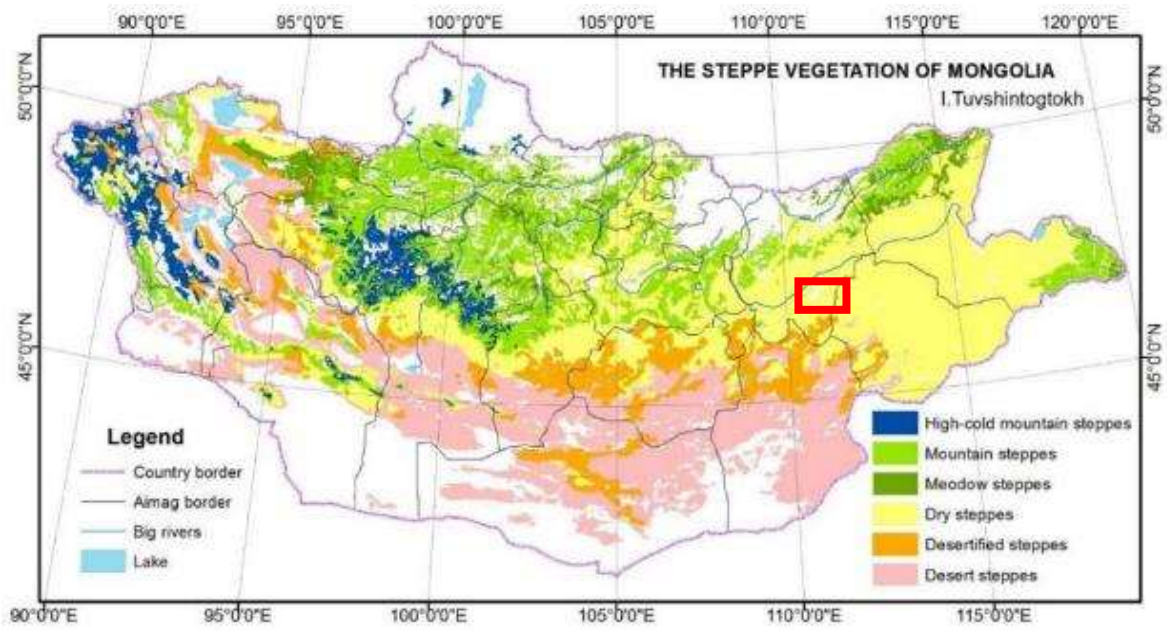 90°0'0"E 95°0'0"E 100°0'0"E 105°0'0"E 110°0'0"E 115°0'0"E 120°0'0"E
THE STEPPE VEGETATION OF MONGOLIA
I.Tuvshintogtokh
50°0'0"N
50°0'0"N
45°0'0"N
45°0'0"N
Legend
Country border
Aimag border
Big rivers
Lake
High-cold mountain steppes
Mountain steppes
Meodow steppes
Dry steppes
Desertified steppes
Desert steppes
90°0'0"E 95°0'0"E 100°0'0"E 105°0'0"E 110°0'0"E 115°0'0"E